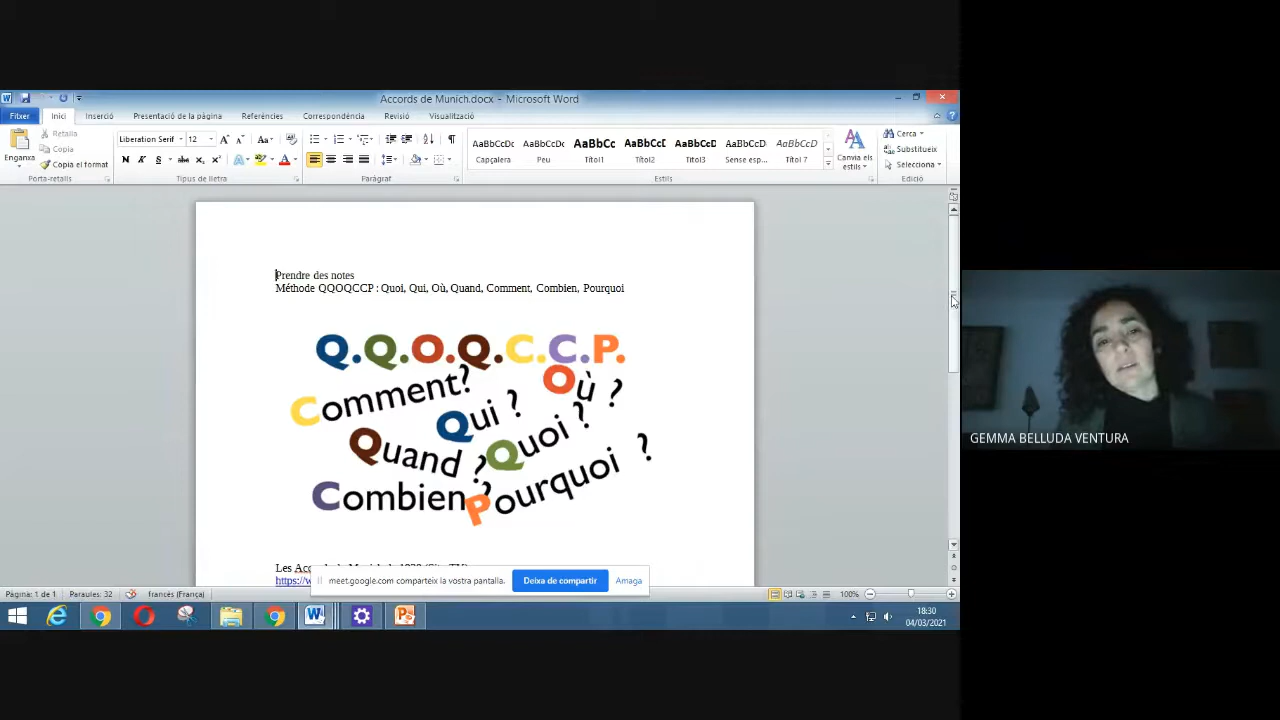 Accords de Munich.docx - Microsoft Word
Fitxer Inici Inserció Presentació de la pàgina Referències Correspondència Revisió Visualització
Enganxa
Retalla
Còpia
Copia el format
Porta-retalls
Liberation Serif 12
Tipus de lletra
Paràgraf
AaBbCcDc AaBbCcDc AaBbCc AaBbCcL AaBbCcDc AaBbCcD AaBbCcD
Capçalera Peu Títol1 Títol2 Títol3 Sense esp... Títol 7
Canvia els estils
Estils
Cerca
Substitueix
Selecciona
Edició
Prendre des notes
Méthode QQOQCCP : Quoi, Qui, Où, Quand, Comment, Combien, Pourquoi
Q.Q.O.Q.C.C.P.
Comment?
Où ?
Qui ?
Quoi ?
Quand ?
Combien ?
Pourquoi ?
Les
https://w
meet.google.com comparteix la vostra pantalla. Deixa de compartir Amaga
Pàgina: 1 de 1 Paraules: 32 francès (França) 100%
18:30
04/03/2021
GEMMA BELLUDA VENTURA